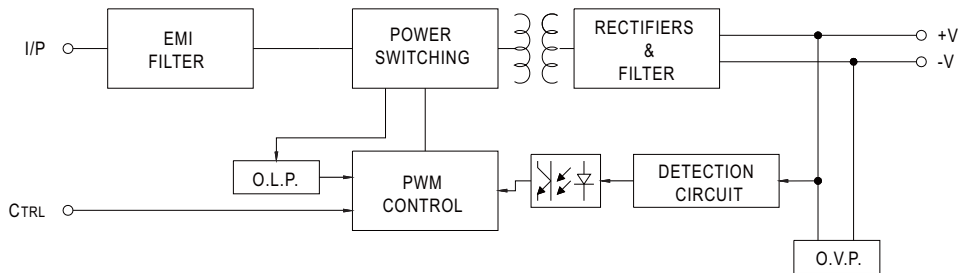 I/P
EMI
FILTER
POWER
SWITCHING
RECTIFIERS
&
FILTER
+V
-V
O.L.P.
PWM
CONTROL
DETECTION
CIRCUIT
CTRL
O.V.P.